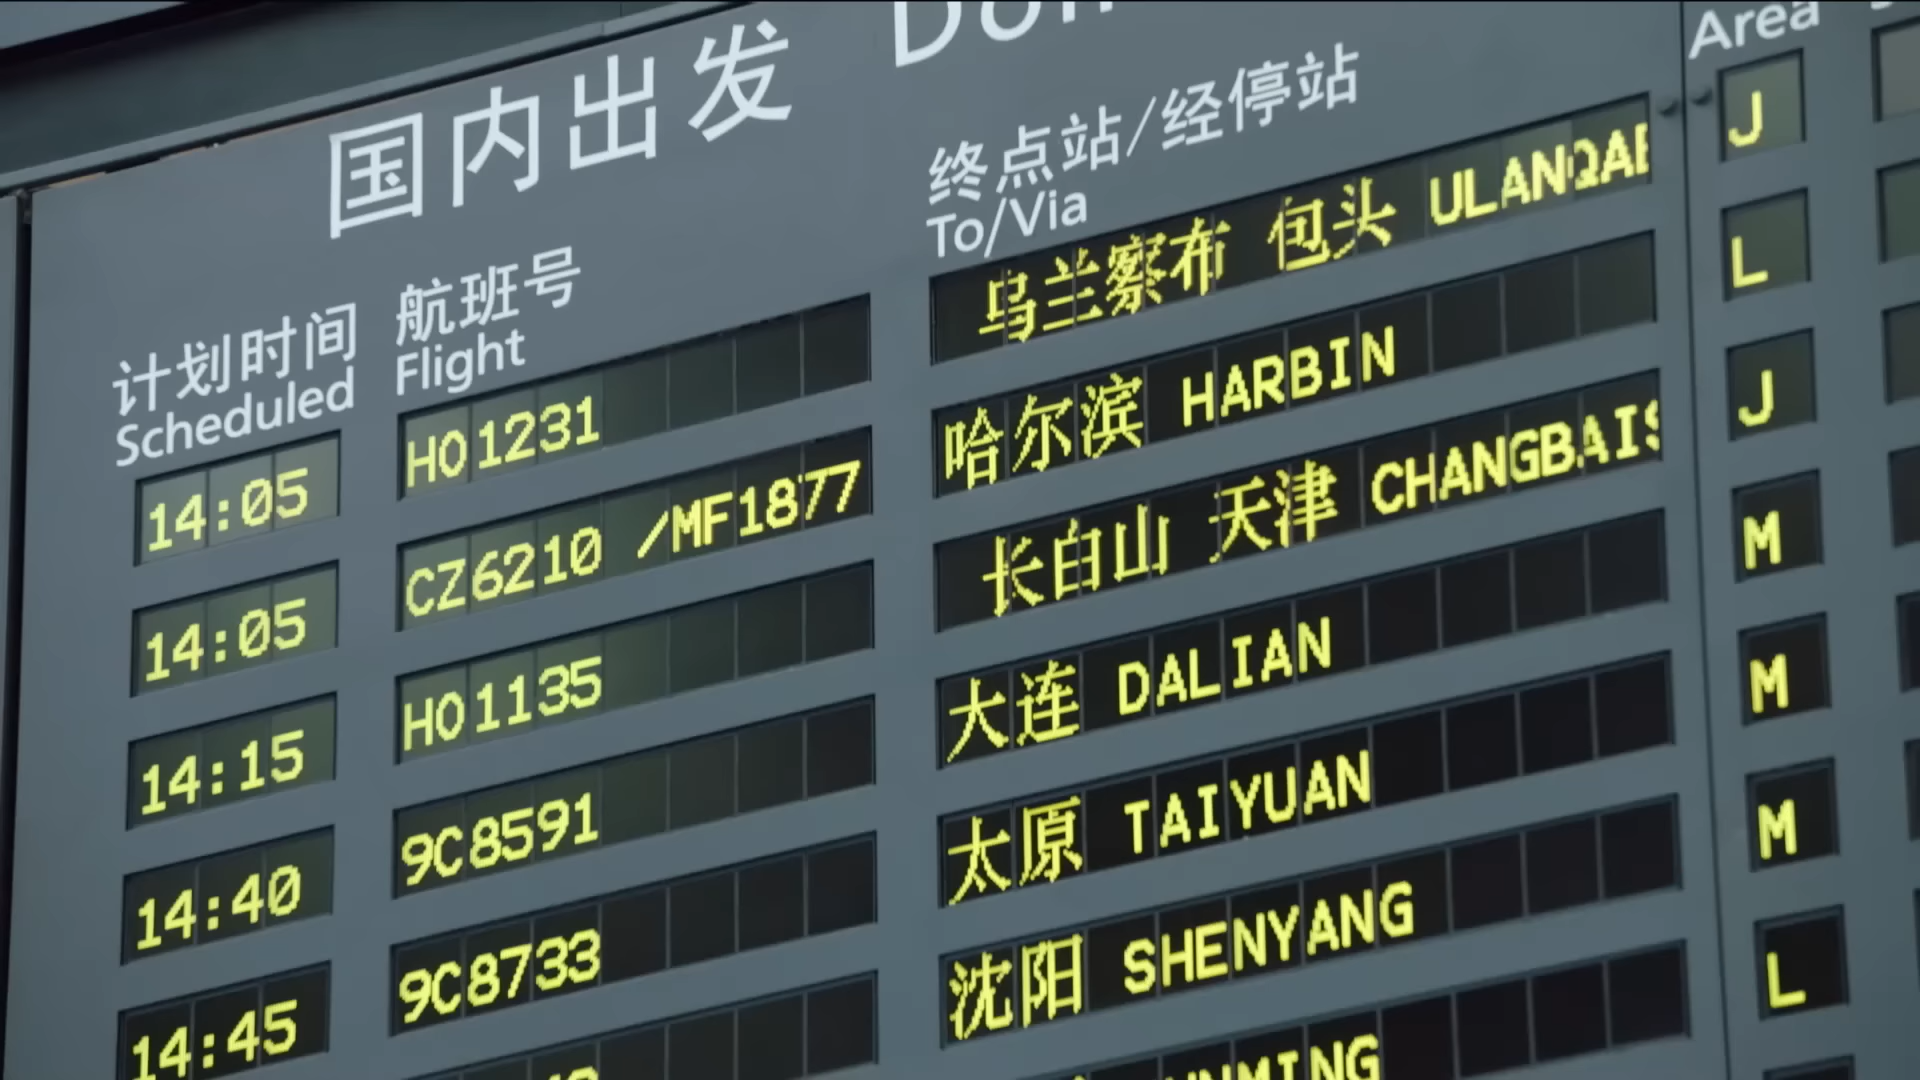 国内出发 Dom
计划时间 航班号 终点站/经停站
Scheduled Flight To/Via Area
14:05 HO1231 乌兰察布 包头 ULANQAB J
14:05 CZ6210 /MF1877 哈尔滨 HARBIN L
14:15 HO1135 长白山 天津 CHANGBAIS J
14:40 9C8591 大连 DALIAN M
14:45 9C8733 太原 TAIYUAN M
沈阳 SHENYANG M
UNMING L